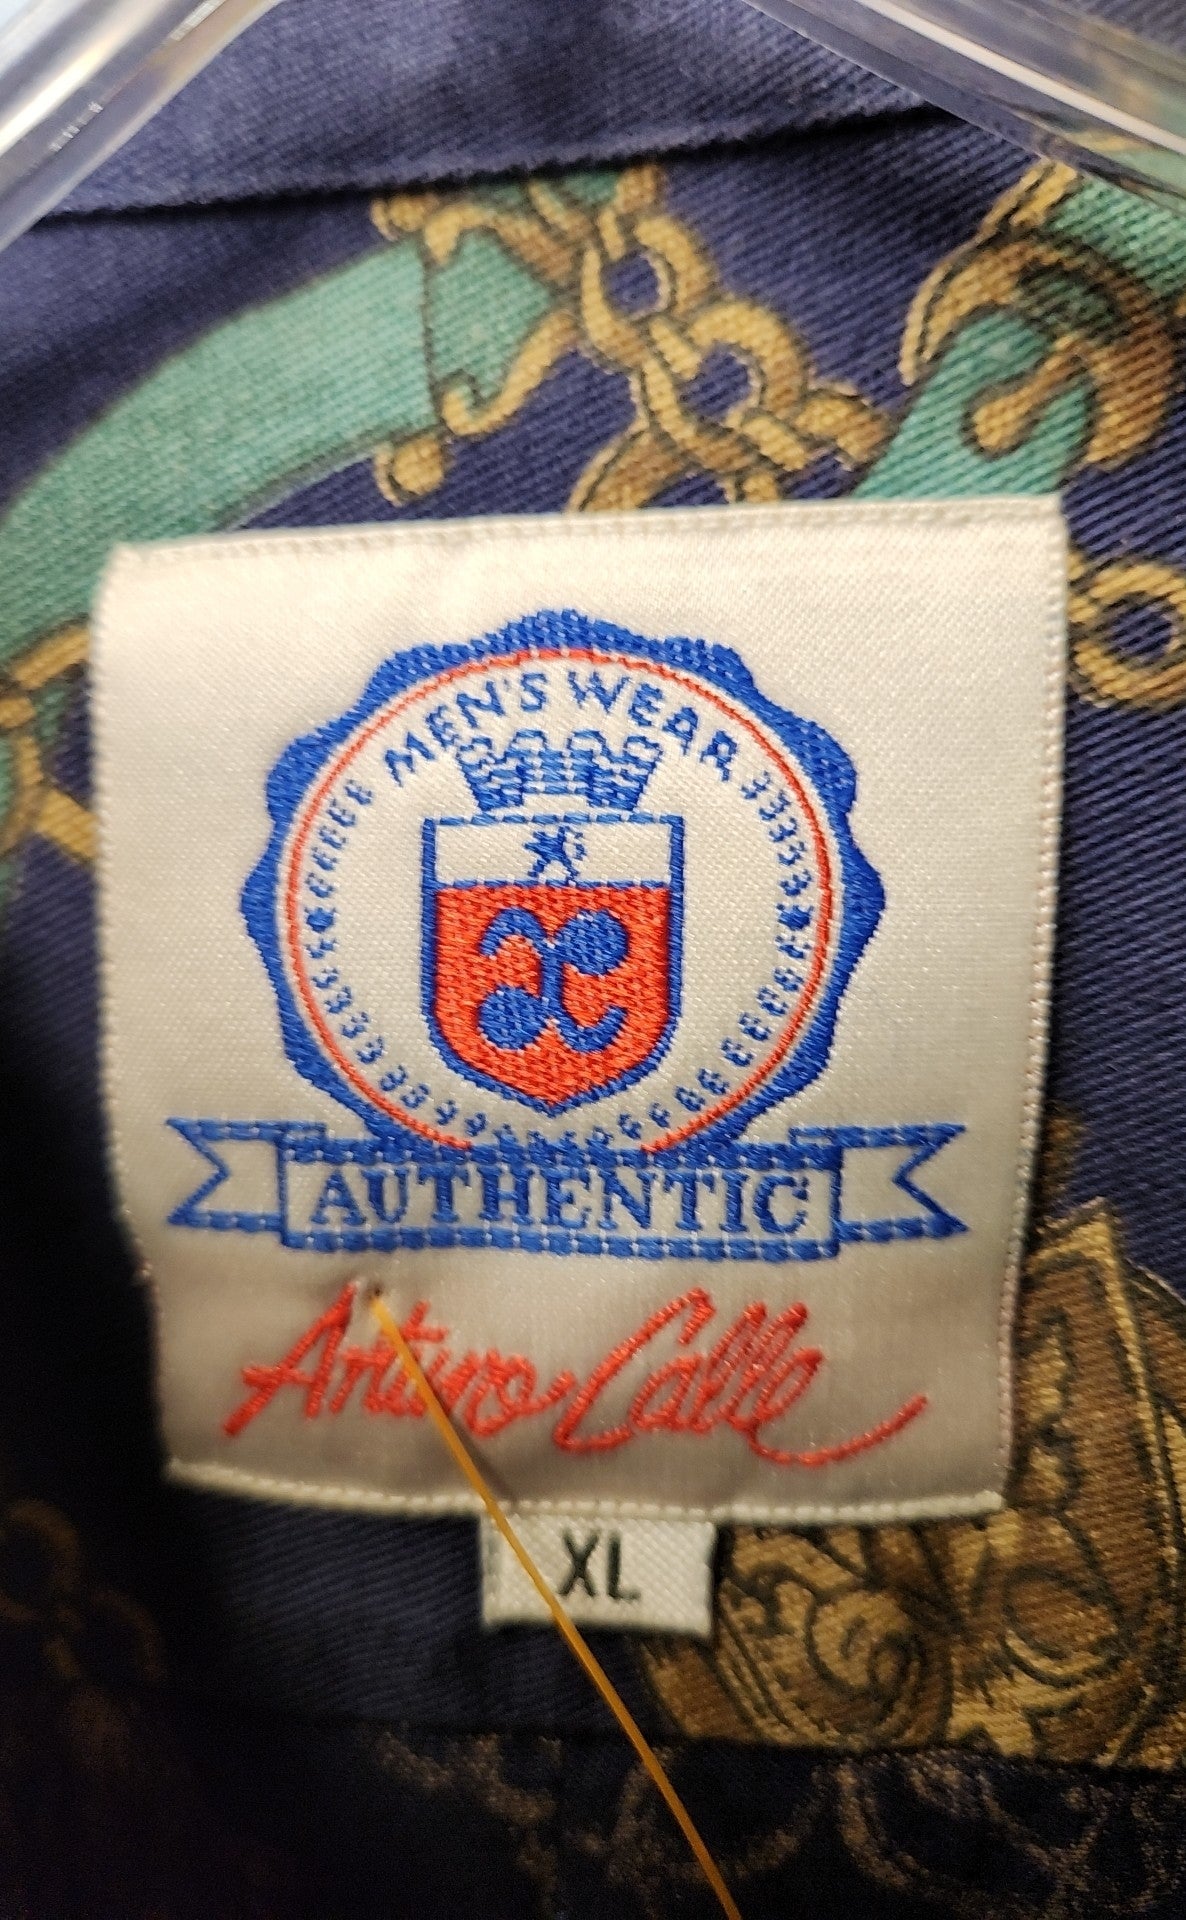 MEN'S WEAR
AUTHENTIC
Arturo Calle
XL